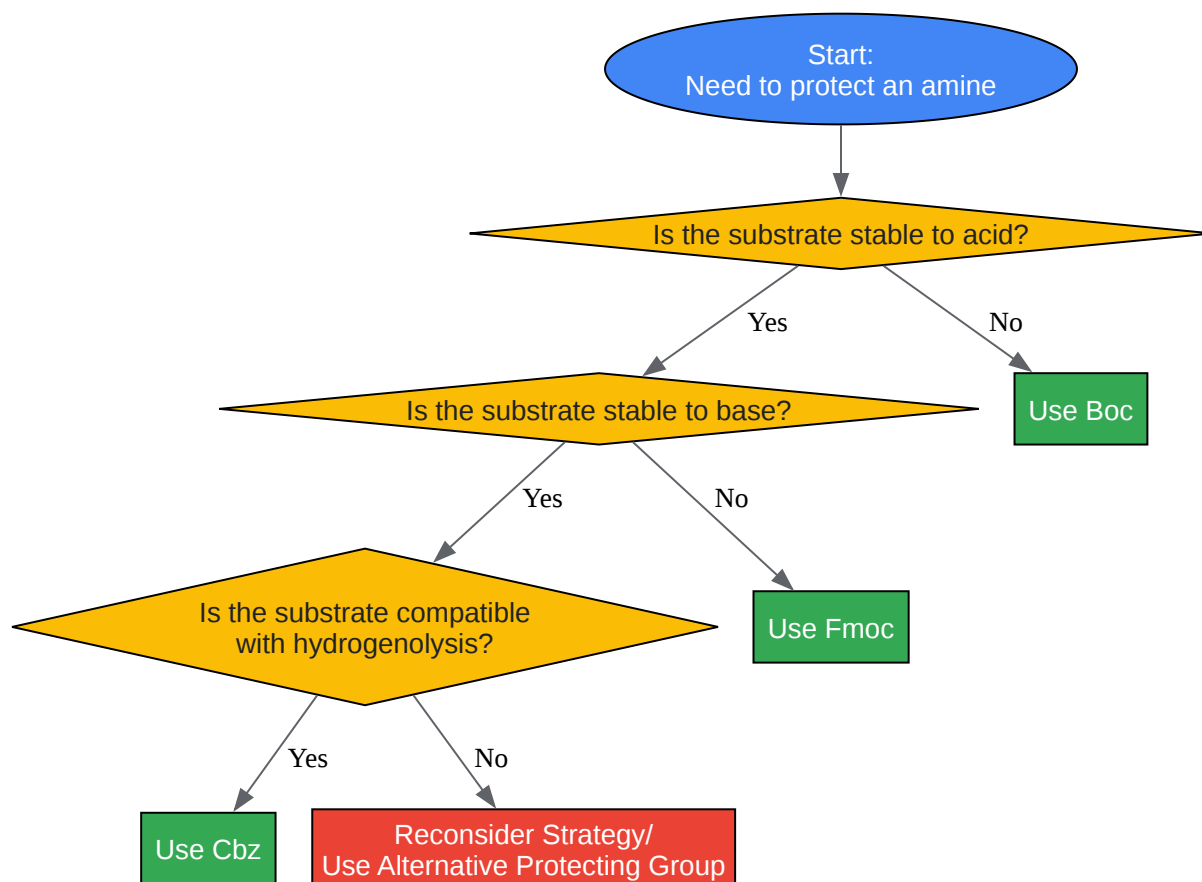 Start:
Need to protect an amine
Is the substrate stable to acid?
Yes
No
Is the substrate stable to base?
Use Boc
Yes
No
Is the substrate compatible
with hydrogenolysis?
Use Fmoc
Yes
No
Use Cbz
Reconsider Strategy/
Use Alternative Protecting Group